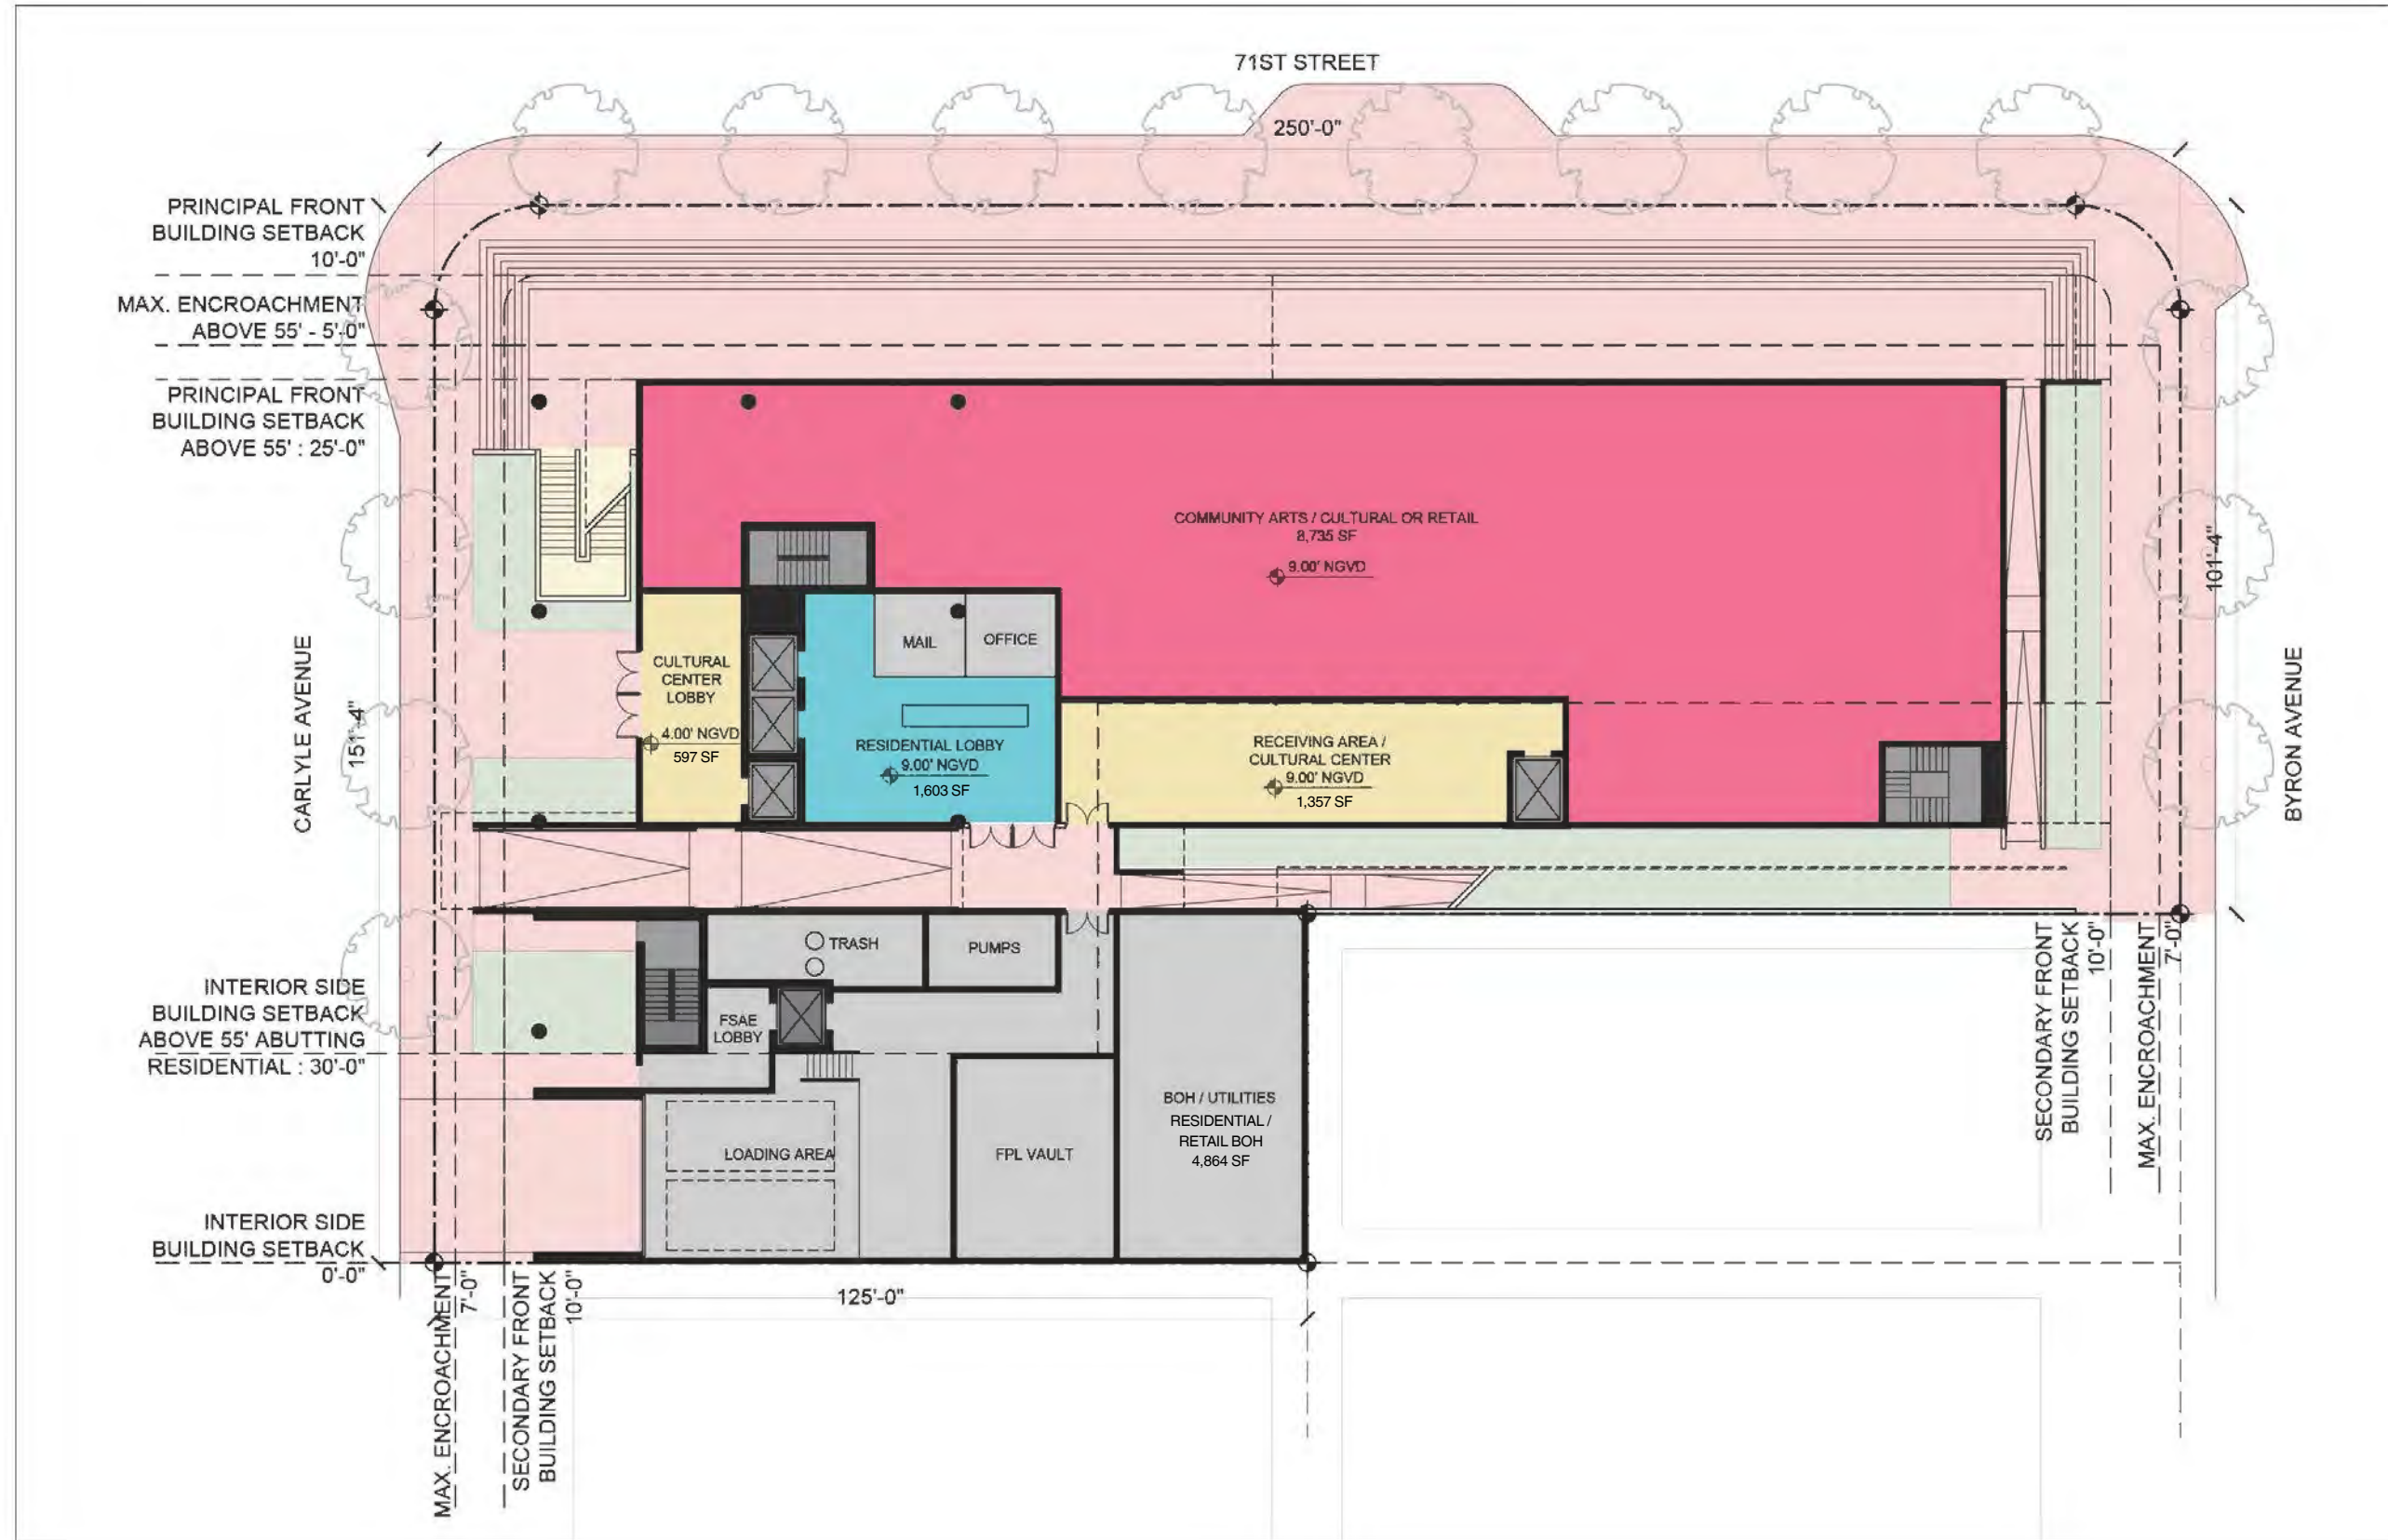 71ST STREET
250'-0"
PRINCIPAL FRONT
BUILDING SETBACK
10'-0"
MAX. ENCROACHMENT
ABOVE 55' - 5'-0"
PRINCIPAL FRONT
BUILDING SETBACK
ABOVE 55' : 25'-0"
COMMUNITY ARTS / CULTURAL OR RETAIL
8,735 SF
9.00' NGVD
CARLYLE AVENUE
151'-4"
CULTURAL
CENTER
LOBBY
4.00' NGVD
597 SF
MAIL
OFFICE
RESIDENTIAL LOBBY
9.00' NGVD
1,603 SF
RECEIVING AREA /
CULTURAL CENTER
9.00' NGVD
1,357 SF
101'-4"
BYRON AVENUE
TRASH
PUMPS
FSAE
LOBBY
INTERIOR SIDE
BUILDING SETBACK
ABOVE 55' ABUTTING
RESIDENTIAL : 30'-0"
LOADING AREA
FPL VAULT
BOH / UTILITIES
RESIDENTIAL /
RETAIL BOH
4,864 SF
SECONDARY FRONT
BUILDING SETBACK
10'-0"
MAX. ENCROACHMENT
7'-0"
INTERIOR SIDE
BUILDING SETBACK
0'-0"
125'-0"
MAX. ENCROACHMENT
7'-0"
SECONDARY FRONT
BUILDING SETBACK
10'-0"